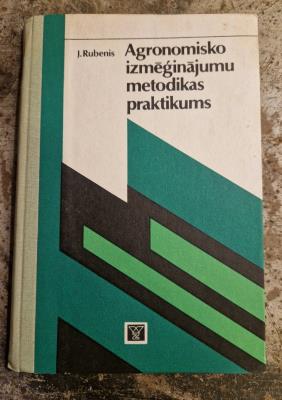 J. Rubenis
Agronomisko
izmēģinājumu
metodikas
praktikums